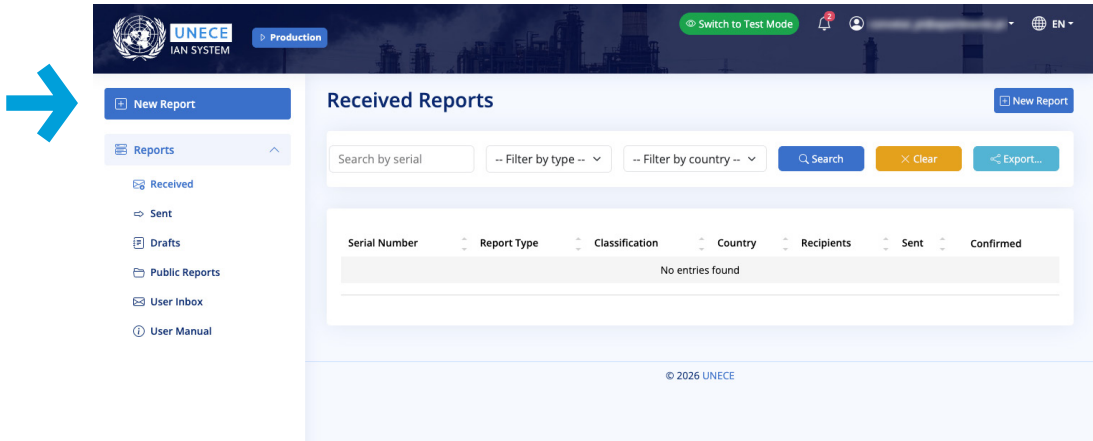 UNECE
IAN SYSTEM
Production
Switch to Test Mode
2
EN
New Report
Reports
Received
Sent
Drafts
Public Reports
User Inbox
User Manual
Received Reports
New Report
Search by serial
-- Filter by type --
-- Filter by country --
Search
Clear
Export...
Serial Number Report Type Classification Country Recipients Sent Confirmed
No entries found
© 2026 UNECE